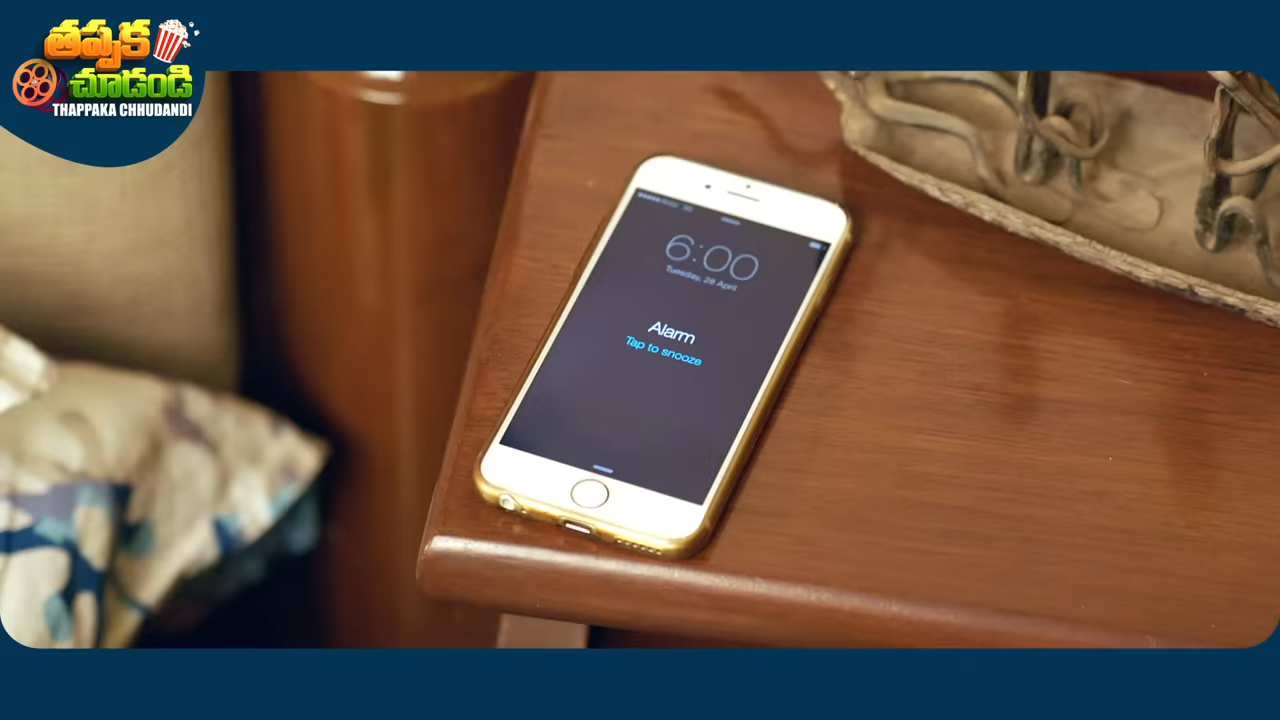 తప్పక
చూడండి
THAPPAKA CHHUDANDI
6:00
Tuesday, 28 April
Alarm
Tap to snooze